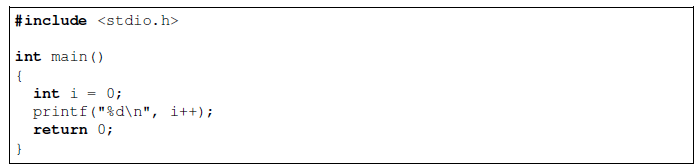 #include <stdio.h>
int main()
{
int i = 0;
printf("%d\n", i++);
return 0;
}